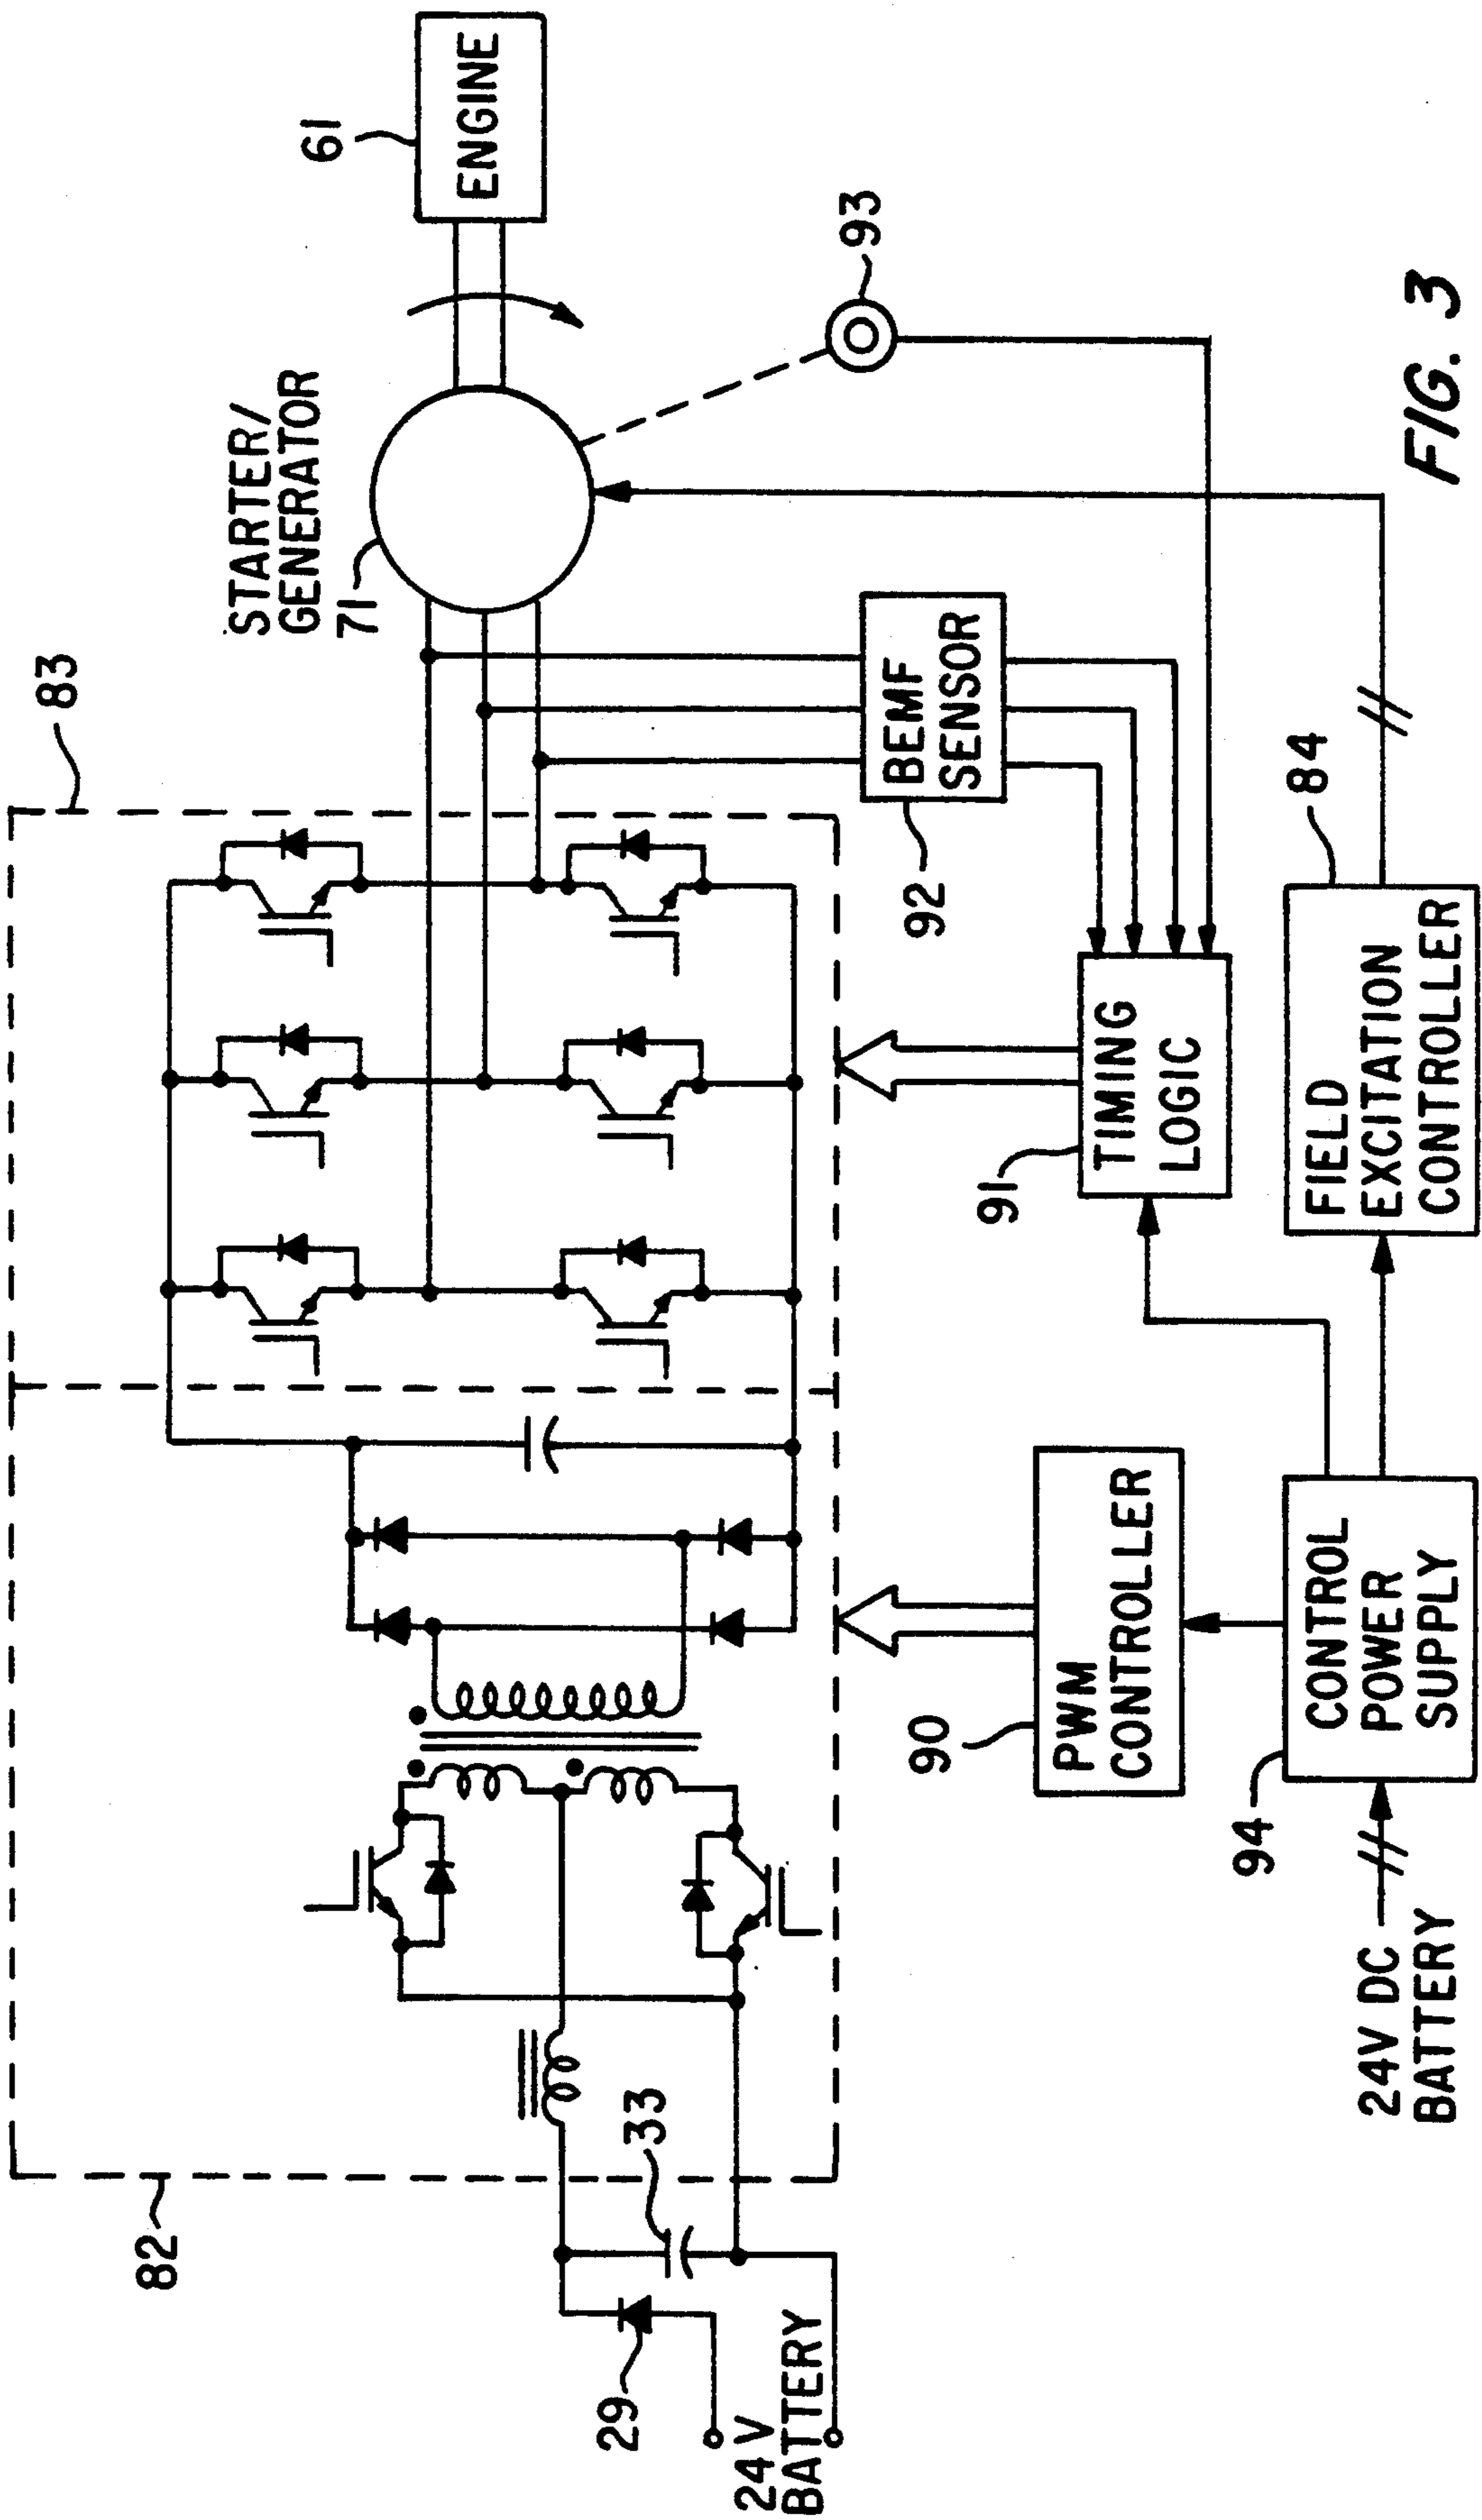 83
STARTER/
GENERATOR
71
61
ENGINE
82
29
33
24V
BATTERY
90
PWM
CONTROLLER
91
TIMING
LOGIC
92
BEMF
SENSOR
93
94
CONTROL
POWER
SUPPLY
24V DC
BATTERY
84
FIELD
EXCITATION
CONTROLLER
FIG. 3